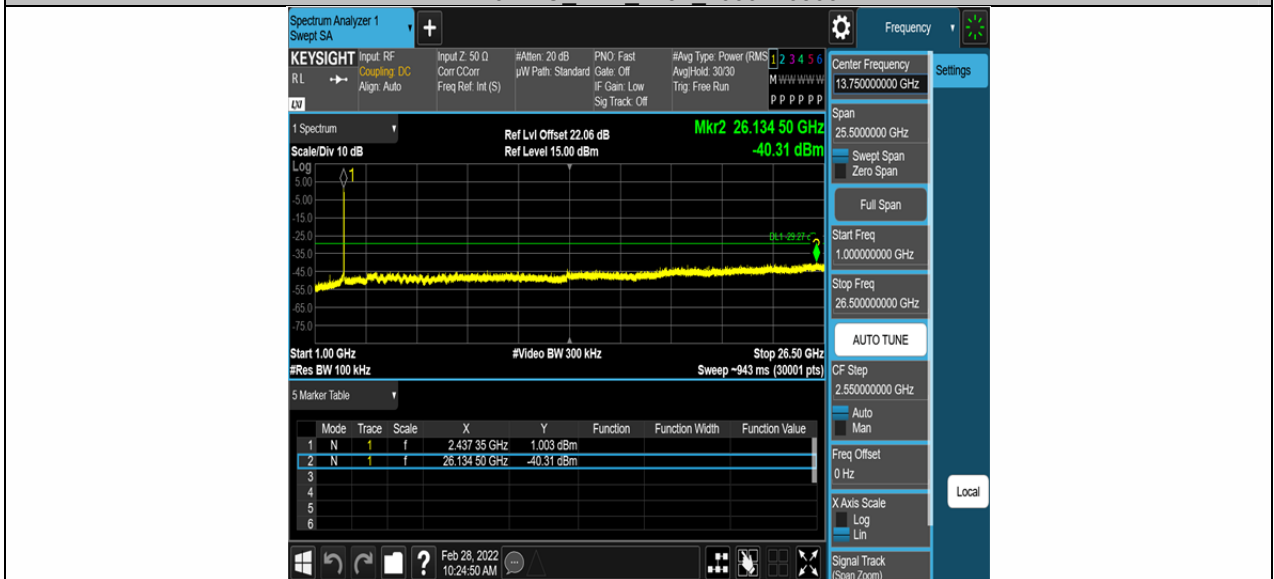 Spectrum Analyzer 1
Swept SA
+
Frequency
KEYSIGHT
RL
LXI
Input: RF
Coupling: DC
Align: Auto
Input Z: 50 Ω
Corr CCorr
Freq Ref: Int (S)
#Atten: 20 dB
µW Path: Standard
PNO: Fast
Gate: Off
IF Gain: Low
Sig Track: Off
#Avg Type: Power (RMS
Avg|Hold: 30/30
Trig: Free Run
1 2 3 4 5 6
M W W W W W
P P P P P P
1 Spectrum
Scale/Div 10 dB
Ref Lvl Offset 22.06 dB
Ref Level 15.00 dBm
Mkr2 26.134 50 GHz
-40.31 dBm
Log
5.00
-5.00
-15.0
-25.0
-35.0
-45.0
-55.0
-65.0
-75.0
1
DL1 -29.27
2
Start 1.00 GHz
#Res BW 100 kHz
#Video BW 300 kHz
Stop 26.50 GHz
Sweep ~943 ms (30001 pts)
5 Marker Table
Mode Trace Scale X Y Function Function Width Function Value
1 N 1 f 2.437 35 GHz 1.003 dBm
2 N 1 f 26.134 50 GHz -40.31 dBm
3
4
5
6
?
Feb 28, 2022
10:24:50 AM
Center Frequency
13.750000000 GHz
Span
25.5000000 GHz
Swept Span
Zero Span
Full Span
Start Freq
1.000000000 GHz
Stop Freq
26.500000000 GHz
AUTO TUNE
CF Step
2.550000000 GHz
Auto
Man
Freq Offset
0 Hz
X Axis Scale
Log
Lin
Signal Track
(Span Zoom)
Settings
Local